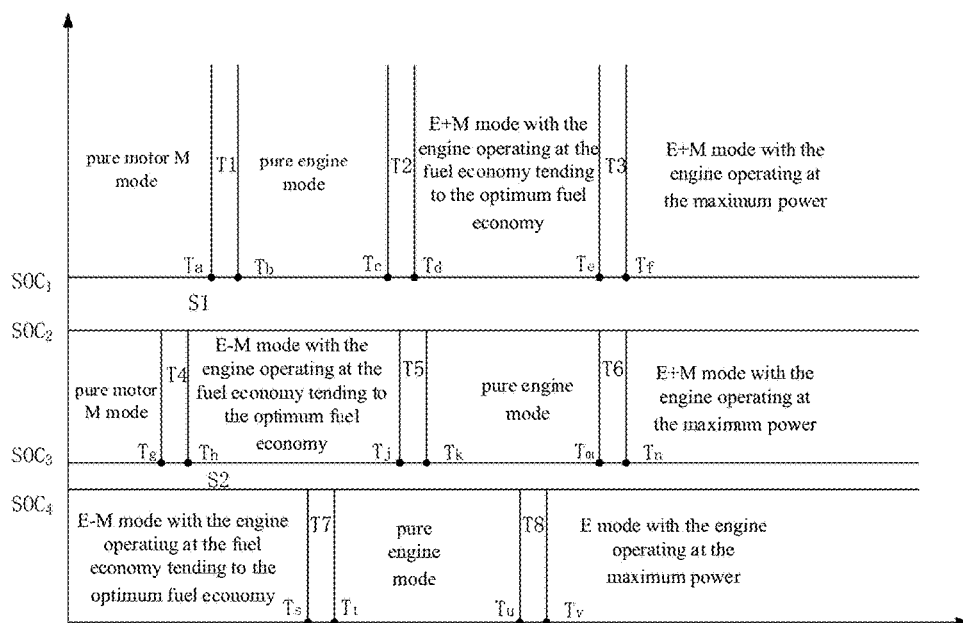 pure motor M
mode
T1
pure engine
mode
T2
E+M mode with the
engine operating at the
fuel economy tending
to the optimum fuel
economy
T3
E+M mode with the
engine operating at
the maximum power
Ta
Tb
Tc
Td
Te
Tf
SOC₁
S1
SOC₂
pure motor
M mode
T4
E-M mode with the
engine operating at the
fuel economy tending to
the optimum fuel
economy
T5
pure engine
mode
T6
E+M mode with the
engine operating at
the maximum power
Tg
Th
Tj
Tk
Tm
Tn
SOC₃
S2
SOC₄
E-M mode with the engine
operating at the fuel
economy tending to the
optimum fuel economy
T7
pure
engine
mode
T8
E mode with the engine
operating at the
maximum power
Ts
Tt
Tu
Tv